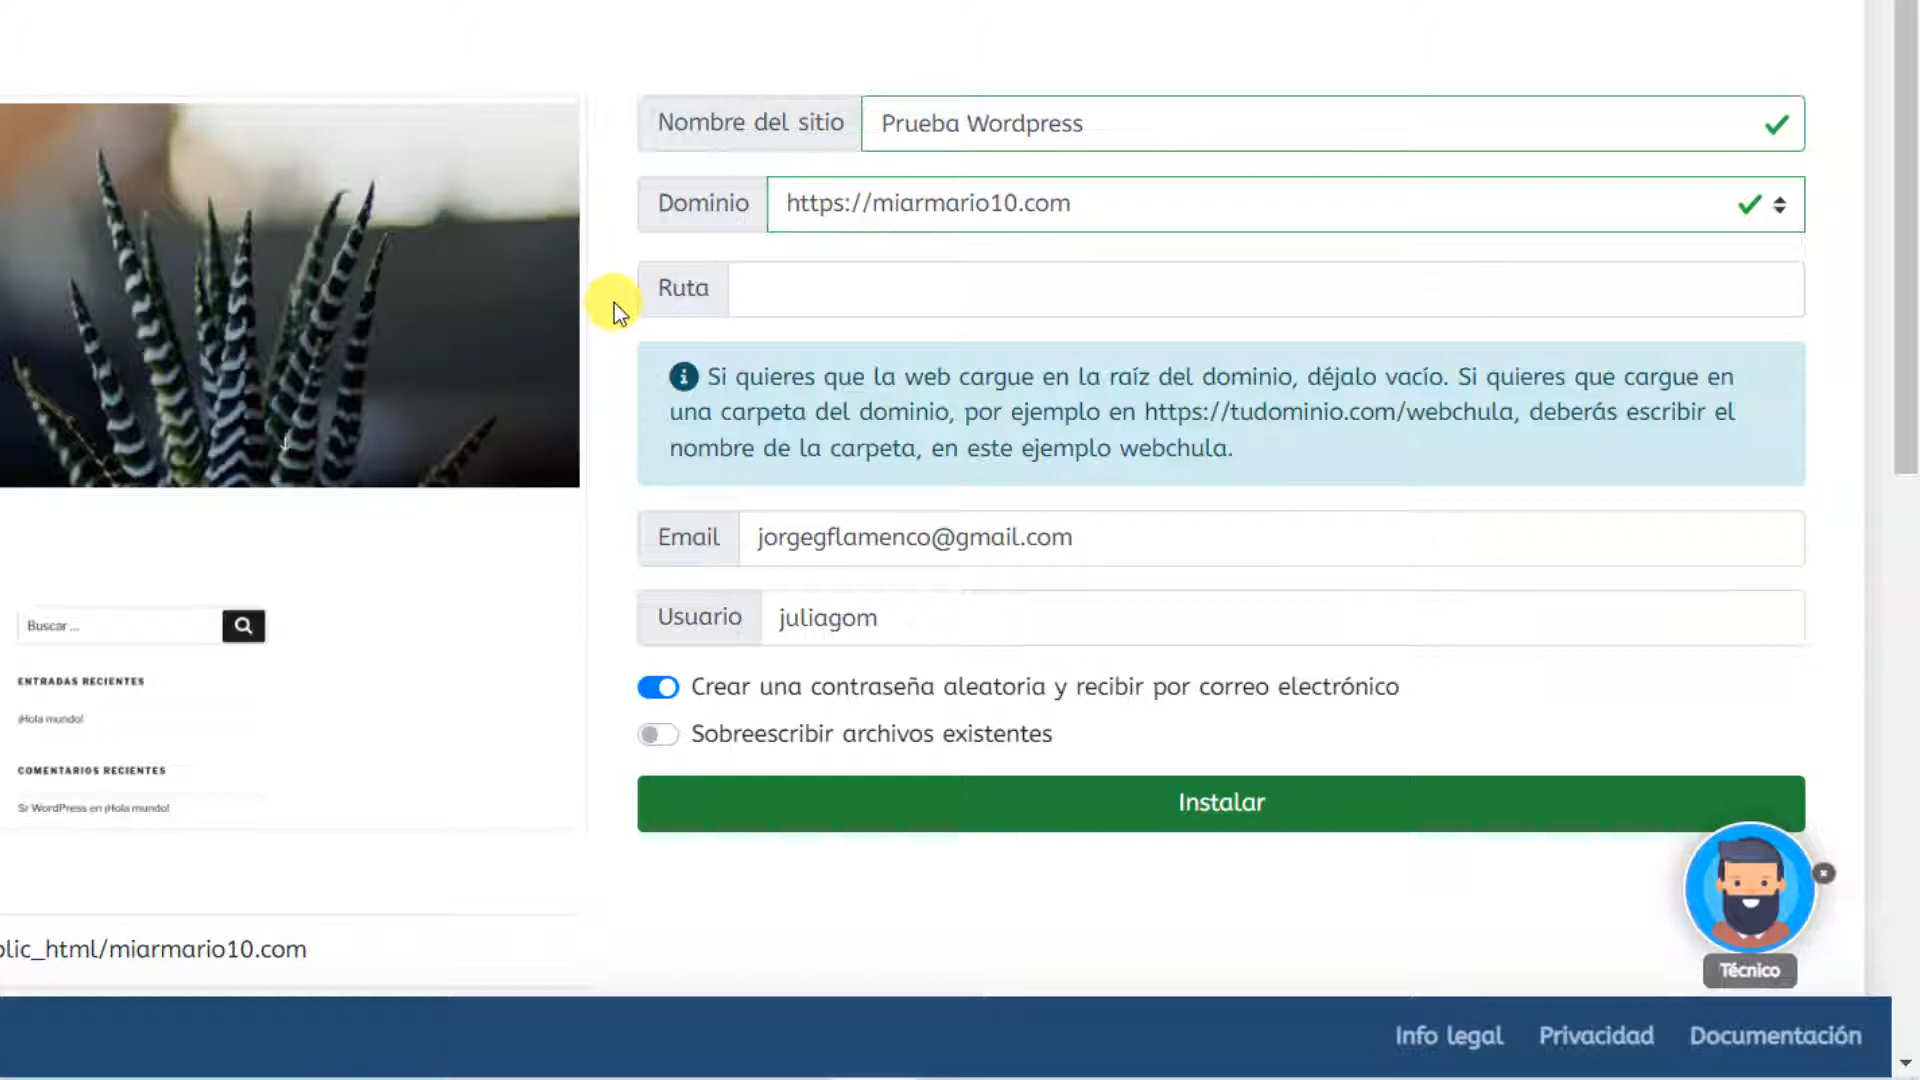 Nombre del sitio
Prueba Wordpress
Dominio
https://miarmario10.com
Ruta
Si quieres que la web cargue en la raíz del dominio, déjalo vacío. Si quieres que cargue en
una carpeta del dominio, por ejemplo en https://tudominio.com/webchula, deberás escribir el
nombre de la carpeta, en este ejemplo webchula.
Email
jorgegflamenco@gmail.com
Usuario
juliagom
Crear una contraseña aleatoria y recibir por correo electrónico
Sobreescribir archivos existentes
Instalar
Buscar ...
ENTRADAS RECIENTES
¡Hola mundo!
COMENTARIOS RECIENTES
Sr WordPress en ¡Hola mundo!
blic_html/miarmario10.com
Técnico
Info legal
Privacidad
Documentación